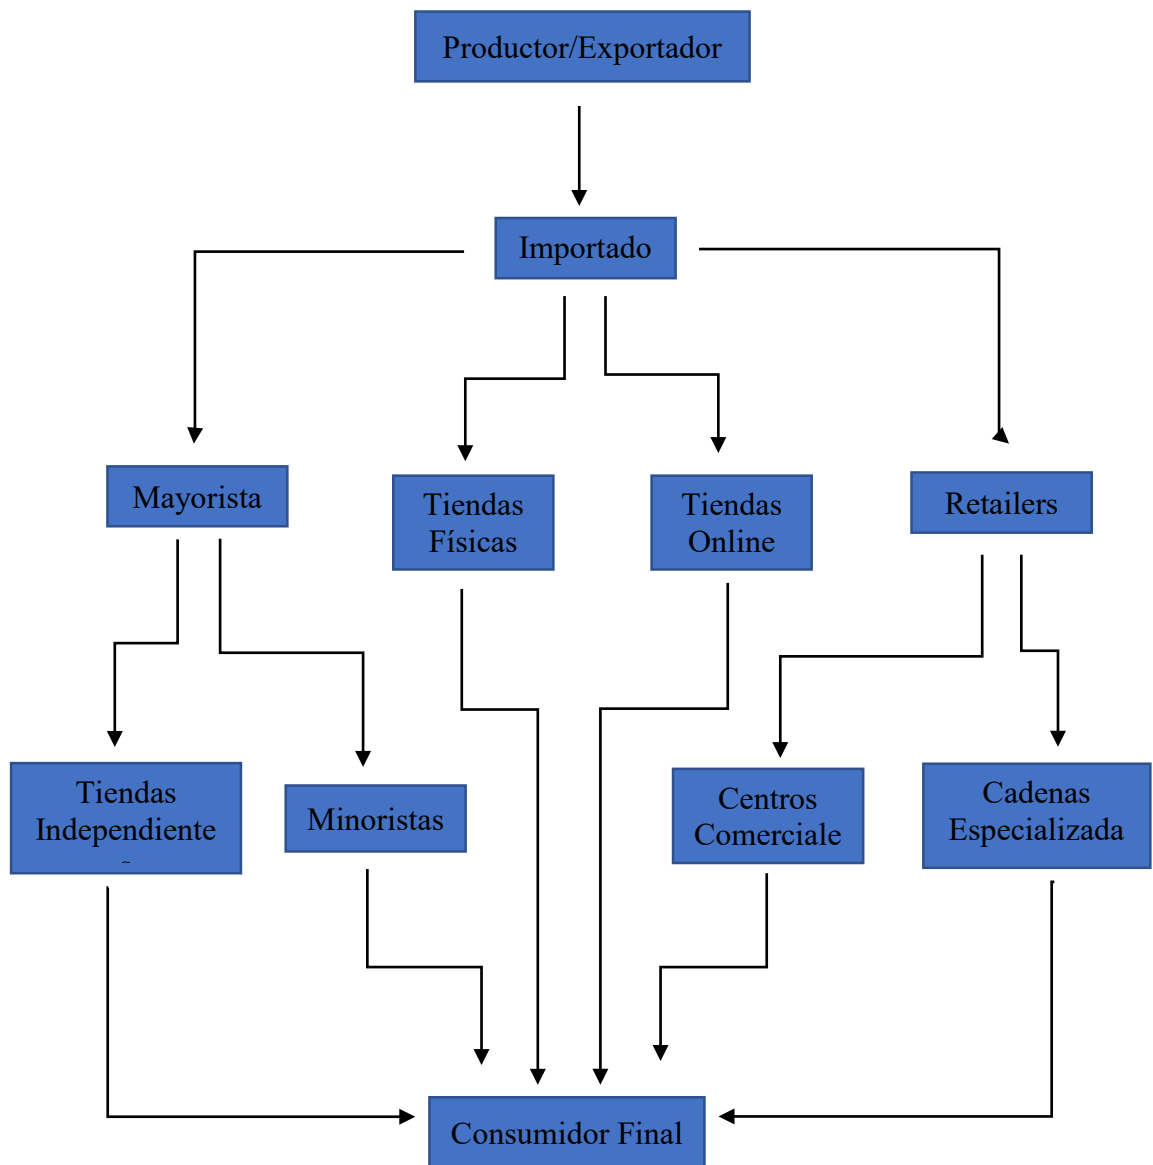 Productor/Exportador
Importado
Mayorista
Tiendas
Físicas
Tiendas
Online
Retailers
Tiendas
Independiente
Minoristas
Centros
Comerciale
Cadenas
Especializada
Consumidor Final